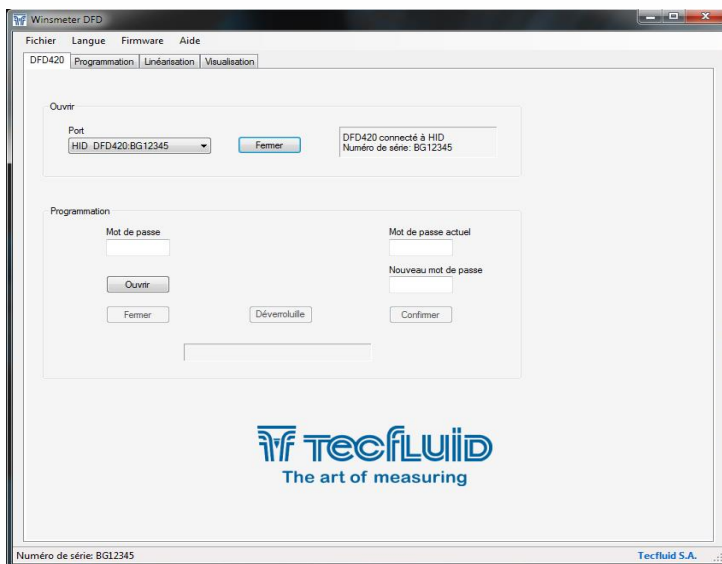 Winsmeter DFD
Fichier Langue Firmware Aide
DFD420 Programmation Linéarisation Visualisation
Ouvrir
Port
HID DFD420:BG12345
Fermer
DFD420 connecté à HID
Numéro de série: BG12345
Programmation
Mot de passe
Mot de passe actuel
Nouveau mot de passe
Ouvrir
Fermer
Déverroluille
Confirmer
TECFLUID
The art of measuring
Numéro de série: BG12345
Tecfluid S.A.